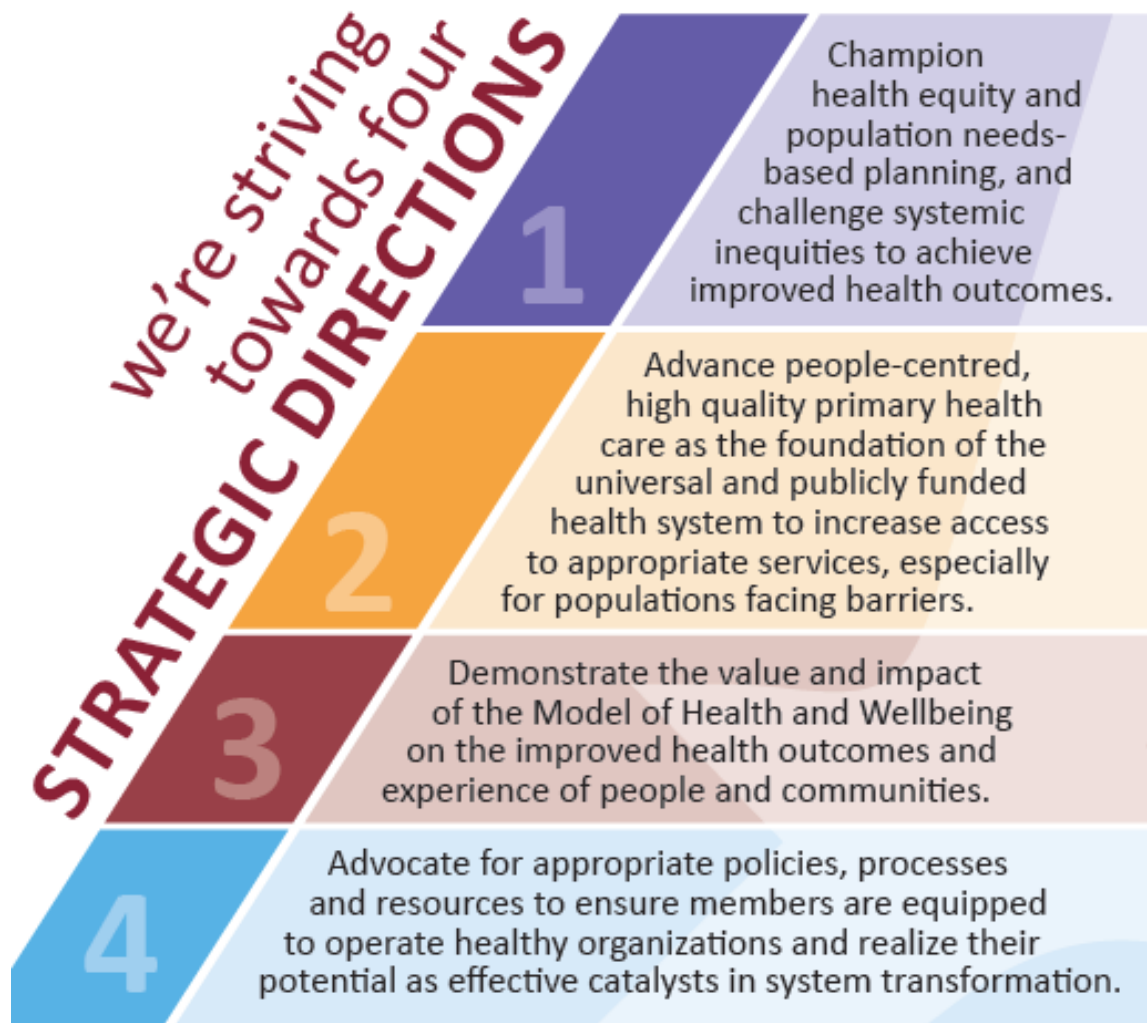 we're striving
towards four
STRATEGIC DIRECTIONS
1
Champion
health equity and
population needs-
based planning, and
challenge systemic
inequities to achieve
improved health outcomes.
2
Advance people-centred,
high quality primary health
care as the foundation of the
universal and publicly funded
health system to increase access
to appropriate services, especially
for populations facing barriers.
3
Demonstrate the value and impact
of the Model of Health and Wellbeing
on the improved health outcomes and
experience of people and communities.
4
Advocate for appropriate policies, processes
and resources to ensure members are equipped
to operate healthy organizations and realize their
potential as effective catalysts in system transformation.